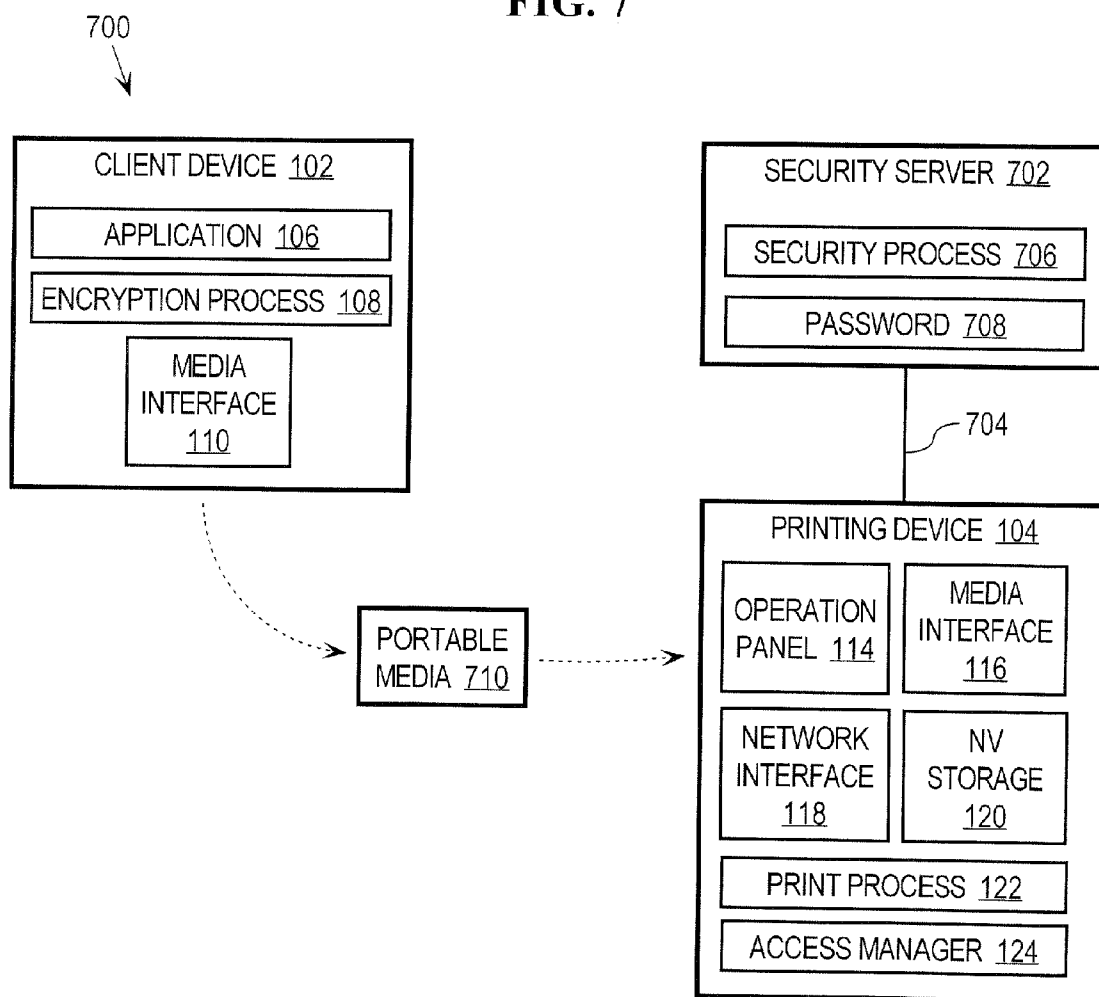 FIG. 7
700
CLIENT DEVICE 102
APPLICATION 106
ENCRYPTION PROCESS 108
MEDIA
INTERFACE
110
SECURITY SERVER 702
SECURITY PROCESS 706
PASSWORD 708
704
PORTABLE
MEDIA 710
PRINTING DEVICE 104
OPERATION
PANEL 114
MEDIA
INTERFACE
116
NETWORK
INTERFACE
118
NV
STORAGE
120
PRINT PROCESS 122
ACCESS MANAGER 124